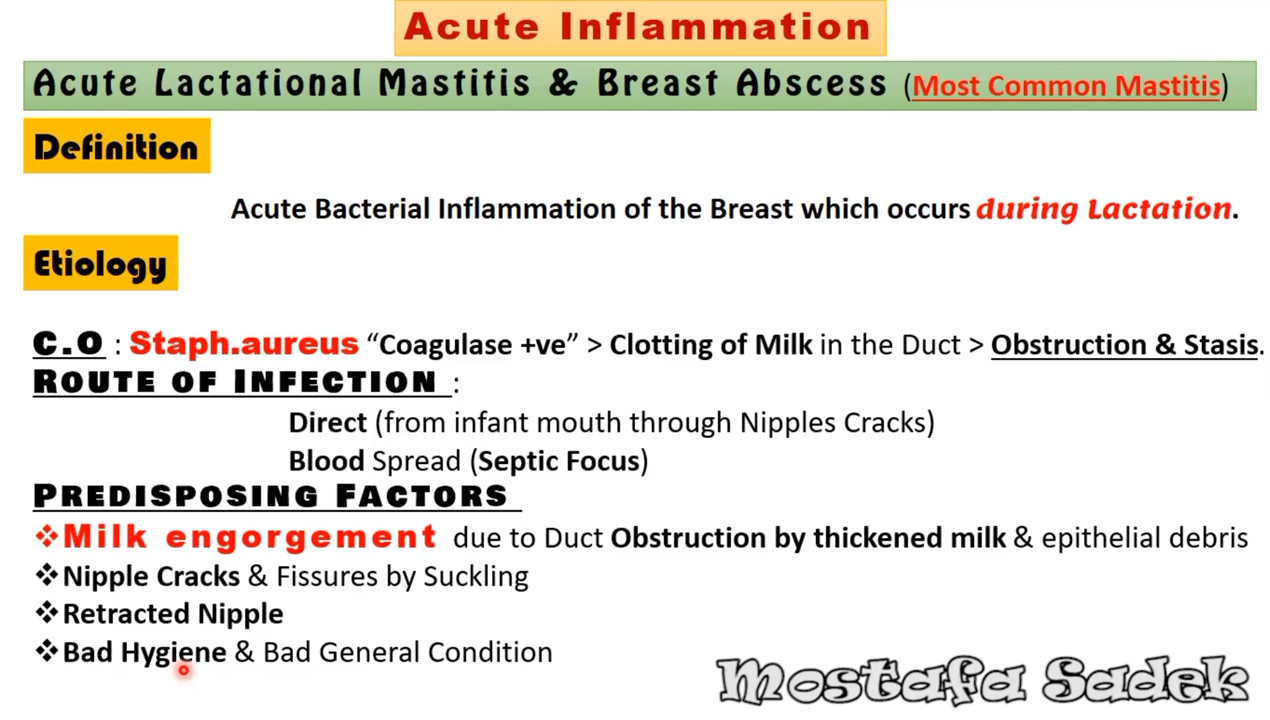 Acute Inflammation
Acute Lactational Mastitis & Breast Abscess (Most Common Mastitis)
Definition
Acute Bacterial Inflammation of the Breast which occurs during Lactation.
Etiology
C.O : Staph.aureus “Coagulase +ve” > Clotting of Milk in the Duct > Obstruction & Stasis.
Route of Infection :
Direct (from infant mouth through Nipples Cracks)
Blood Spread (Septic Focus)
Predisposing Factors
❖Milk engorgement due to Duct Obstruction by thickened milk & epithelial debris
❖Nipple Cracks & Fissures by Suckling
❖Retracted Nipple
❖Bad Hygiene & Bad General Condition
Mostafa Sadek